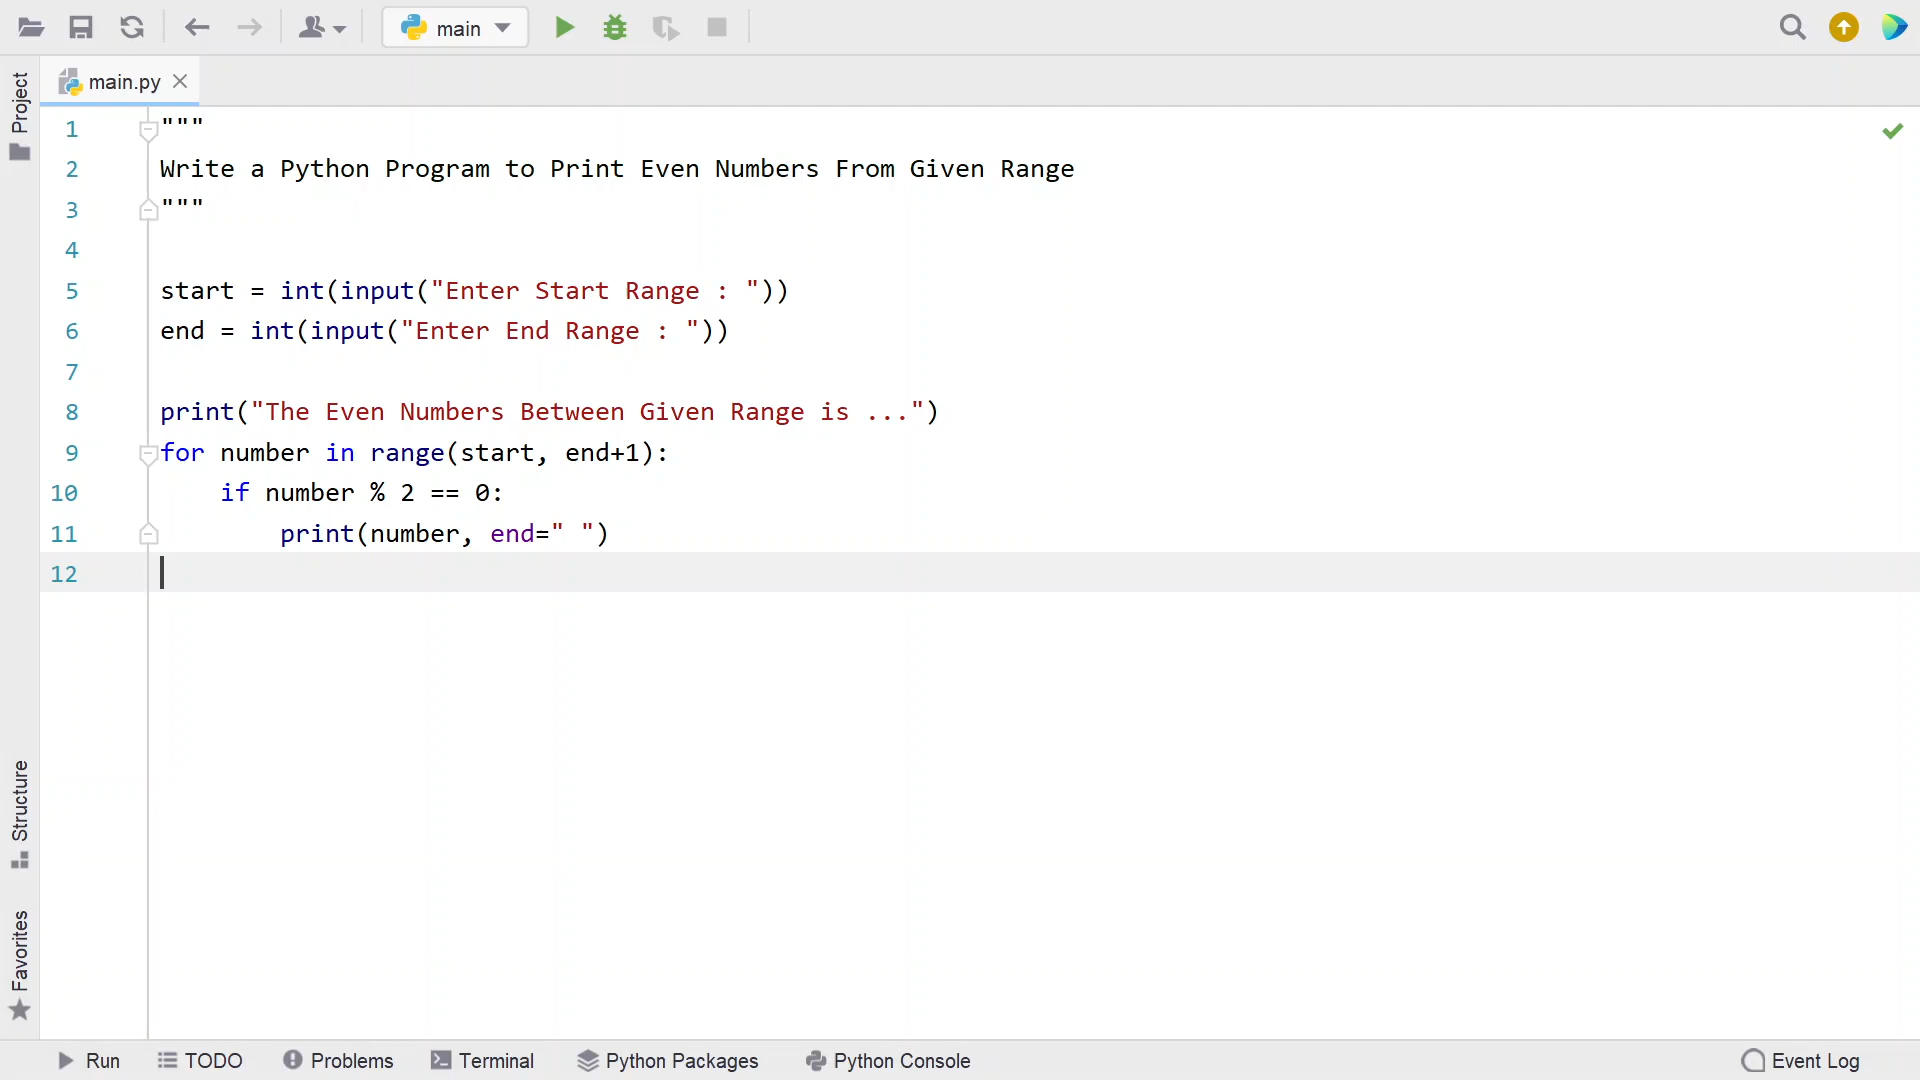 main
Project
main.py
1 """
2 Write a Python Program to Print Even Numbers From Given Range
3 """
4
5 start = int(input("Enter Start Range : "))
6 end = int(input("Enter End Range : "))
7
8 print("The Even Numbers Between Given Range is ...")
9 for number in range(start, end+1):
10     if number % 2 == 0:
11         print(number, end=" ")
12
Structure
Favorites
Run TODO Problems Terminal Python Packages Python Console Event Log